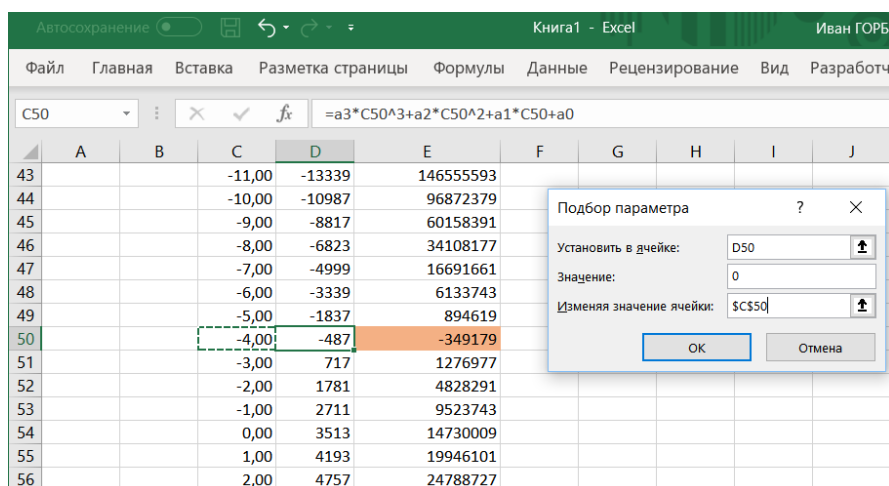 Автосохранение Книга1 - Excel Иван ГОРБ
Файл Главная Вставка Разметка страницы Формулы Данные Рецензирование Вид Разработч
C50 fx =a3*C50^3+a2*C50^2+a1*C50+a0
A B C D E F G H I J
43 -11,00 -13339 146555593
44 -10,00 -10987 96872379
45 -9,00 -8817 60158391
46 -8,00 -6823 34108177
47 -7,00 -4999 16691661
48 -6,00 -3339 6133743
49 -5,00 -1837 894619
50 -4,00 -487 -349179
51 -3,00 717 1276977
52 -2,00 1781 4828291
53 -1,00 2711 9523743
54 0,00 3513 14730009
55 1,00 4193 19946101
56 2,00 4757 24788727
Подбор параметра ? ×
Установить в ячейке: D50
Значение: 0
Изменяя значение ячейки: $C$50
ОК Отмена